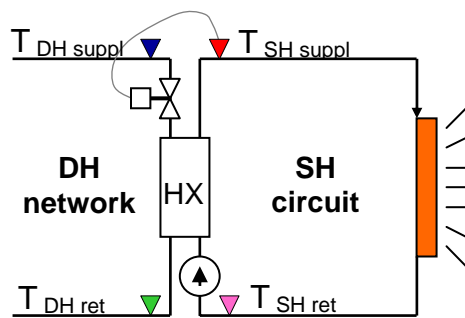 T DH suppl
T SH suppl
DH
network
HX
SH
circuit
T DH ret
T SH ret